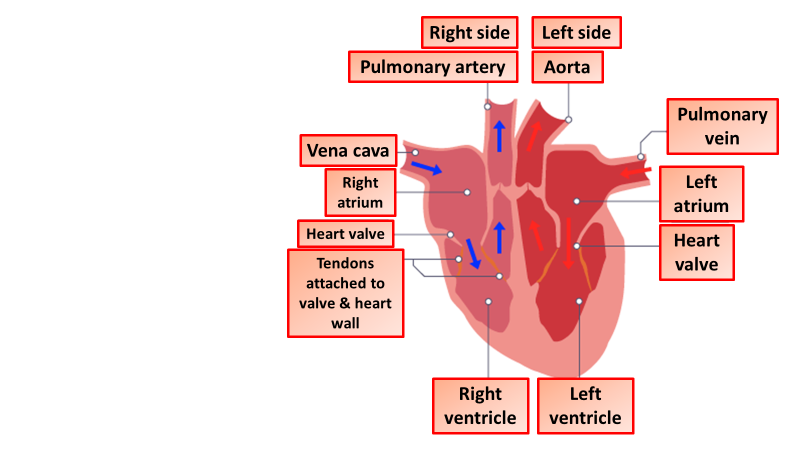 Right side
Left side
Pulmonary artery
Aorta
Pulmonary
vein
Vena cava
Right
atrium
Left
atrium
Heart valve
Heart
valve
Tendons
attached to
valve & heart
wall
Right
ventricle
Left
ventricle